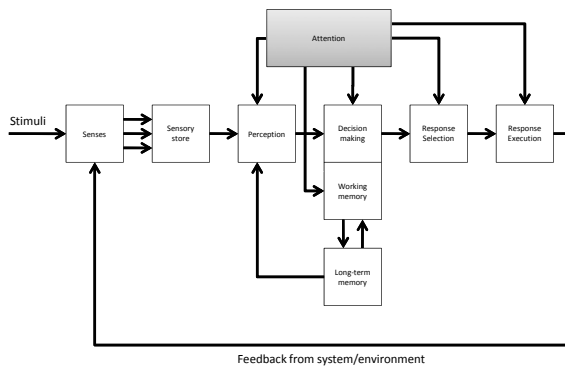 Attention
Stimuli
Senses
Sensory
store
Perception
Decision
making
Response
Selection
Response
Execution
Working
memory
Long-term
memory
Feedback from system/environment